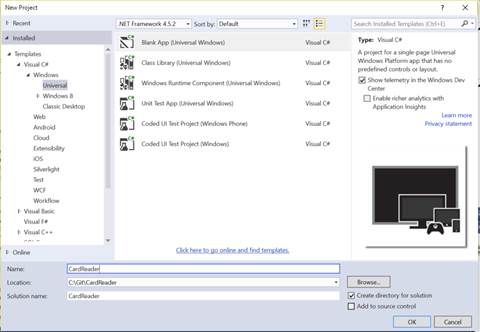 New Project
? ×
Recent
.NET Framework 4.5.2
Sort by: Default
Search Installed Templates (Ctrl+E)
Installed
Templates
Visual C#
Windows
Universal
Windows 8
Classic Desktop
Web
Android
Cloud
Extensibility
iOS
Silverlight
Test
WCF
Workflow
Visual Basic
Visual F#
Visual C++
Online
Blank App (Universal Windows) Visual C#
Class Library (Universal Windows) Visual C#
Windows Runtime Component (Universal Windows) Visual C#
Unit Test App (Universal Windows) Visual C#
Coded UI Test Project (Windows Phone) Visual C#
Coded UI Test Project (Windows) Visual C#
Click here to go online and find templates.
Type: Visual C#
A project for a single-page Universal
Windows Platform app that has no
predefined controls or layout.
Show telemetry in the Windows Dev
Center
Enable richer analytics with
Application Insights
Learn more
Privacy statement
Name: CardReader
Location: C:\Git\CardReader
Browse...
Solution name: CardReader
Create directory for solution
Add to source control
OK
Cancel